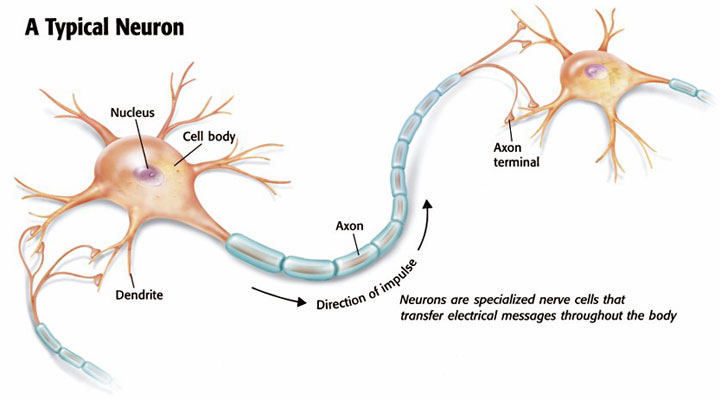 A Typical Neuron
Nucleus
Cell body
Axon
terminal
Axon
Dendrite
Direction of impulse
Neurons are specialized nerve cells that
transfer electrical messages throughout the body